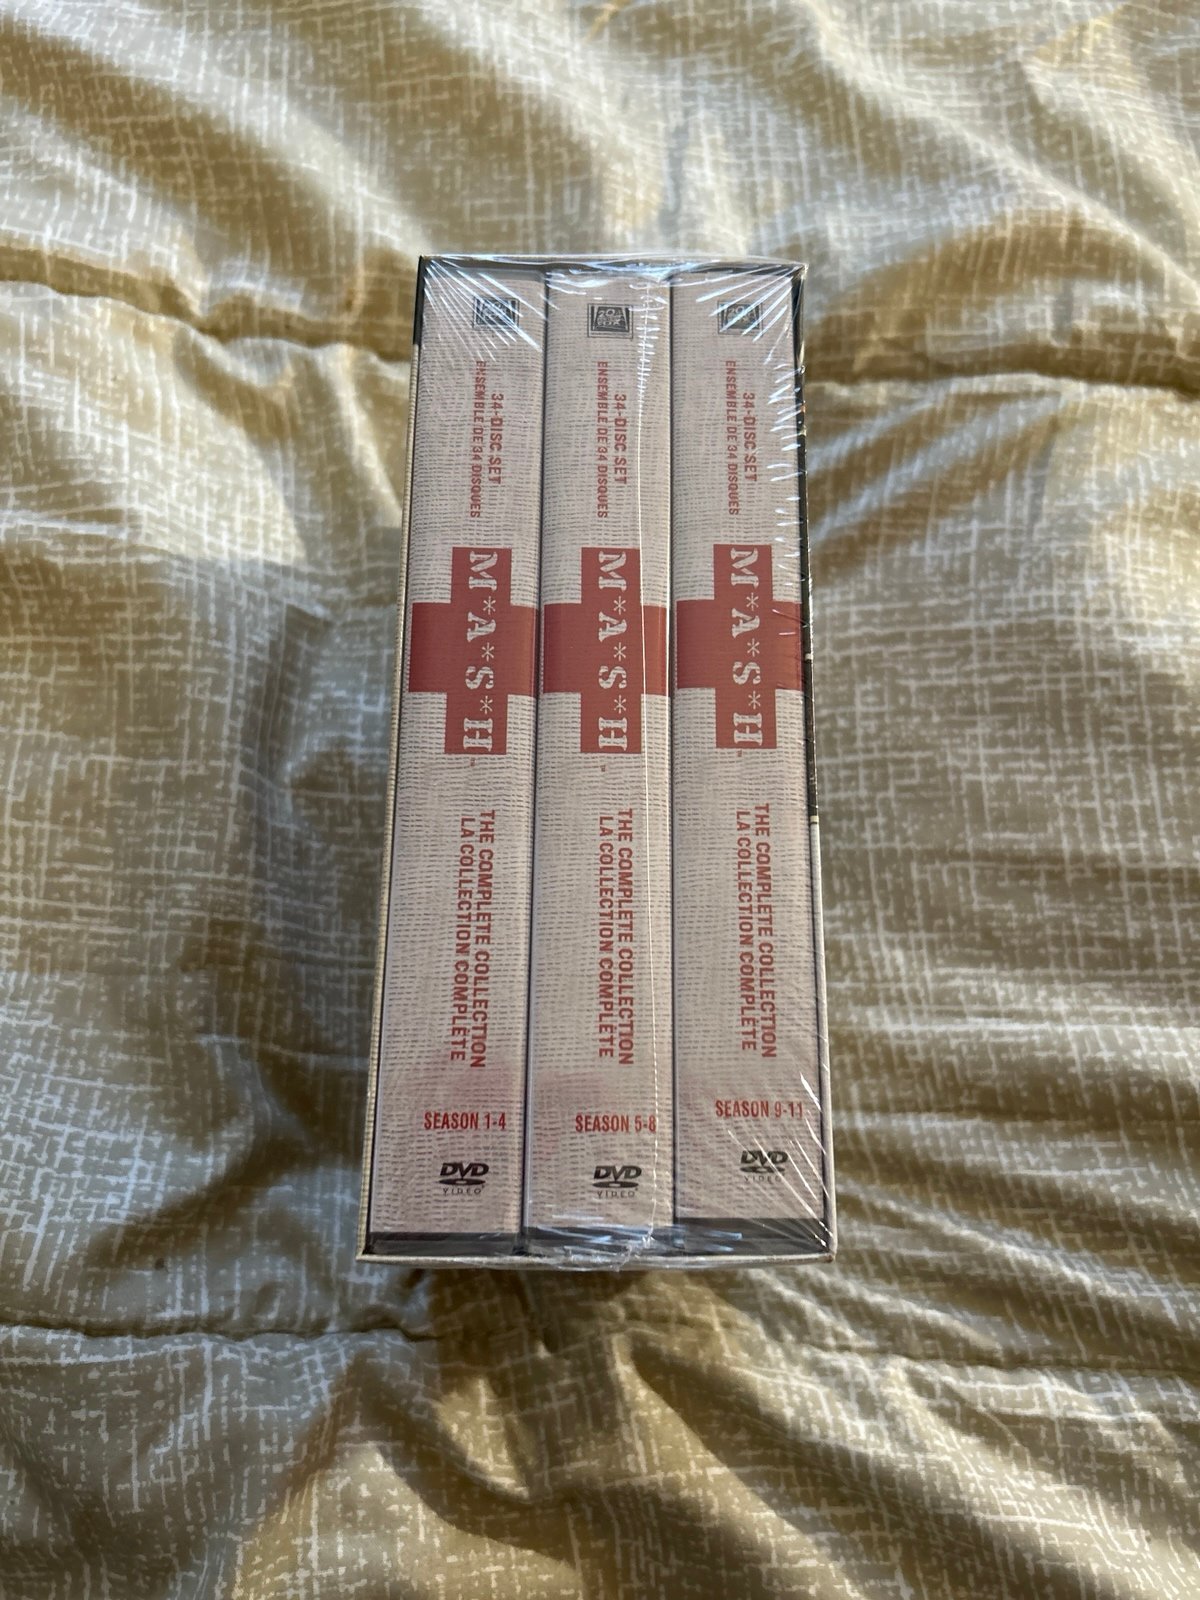 34-DISC SET
ENSEMBLE DE 34 DISQUES
M*A*S*H
THE COMPLETE COLLECTION
LA COLLECTION COMPLÈTE
SEASON 1-4
DVD
VIDEO
34-DISC SET
ENSEMBLE DE 34 DISQUES
M*A*S*H™
THE COMPLETE COLLECTION
LA COLLECTION COMPLÈTE
SEASON 5-8
DVD
VIDEO
34-DISC SET
ENSEMBLE DE 34 DISQUES
M*A*S*H
THE COMPLETE COLLECTION
LA COLLECTION COMPLÈTE
SEASON 9-11
DVD
VIDEO